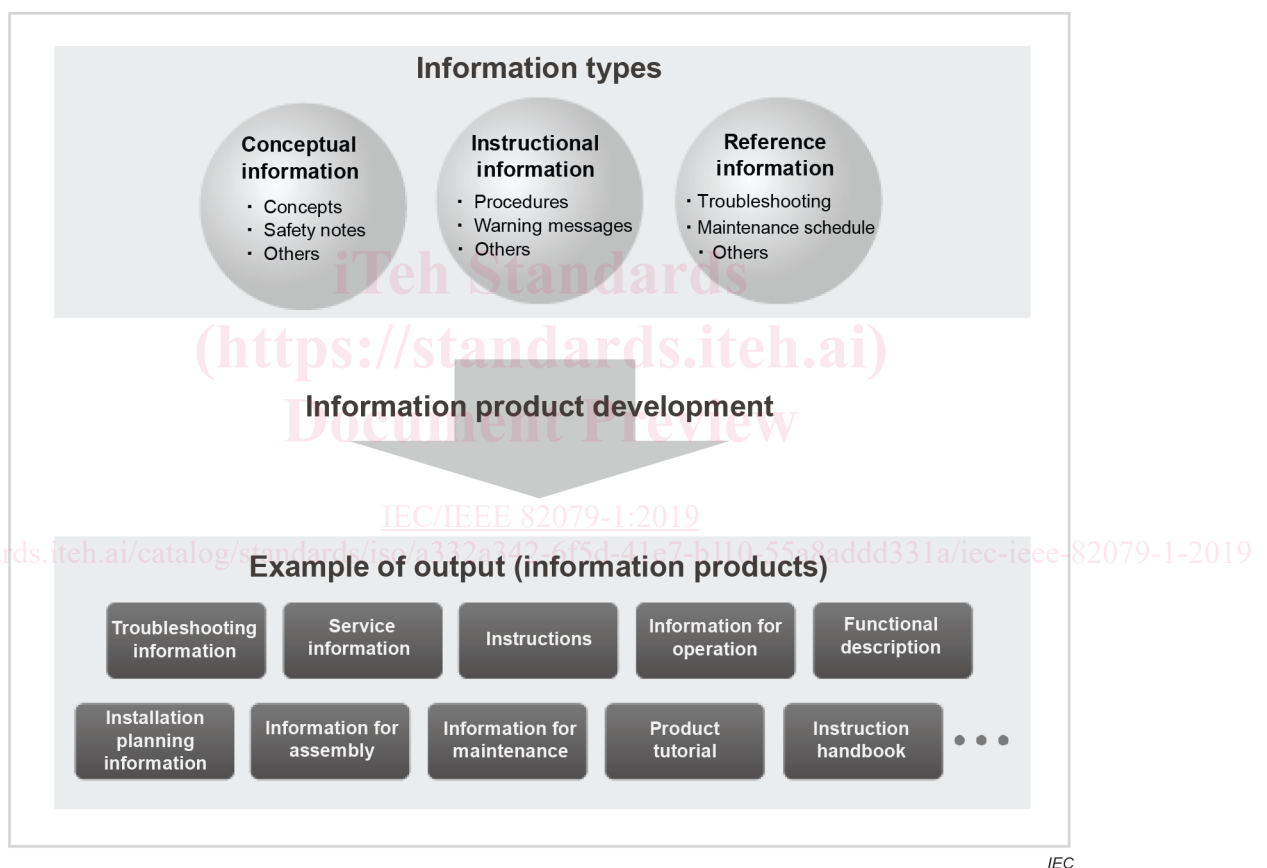 Information types
Conceptual
information
· Concepts
· Safety notes
· Others
Instructional
information
· Procedures
· Warning messages
· Others
Reference
information
· Troubleshooting
· Maintenance schedule
· Others
iTeh Standards
(https://standards.iteh.ai)
Information product development
Document Preview
IEC/IEEE 82079-1:2019
rds.iteh.ai/catalog/standards/iso/a332a342-6f5d-41e7-b110-55a8addd331a/iec-ieee-82079-1-2019
Example of output (information products)
Troubleshooting
information
Service
information
Instructions
Information for
operation
Functional
description
Installation
planning
information
Information for
assembly
Information for
maintenance
Product
tutorial
Instruction
handbook
• • •
IEC